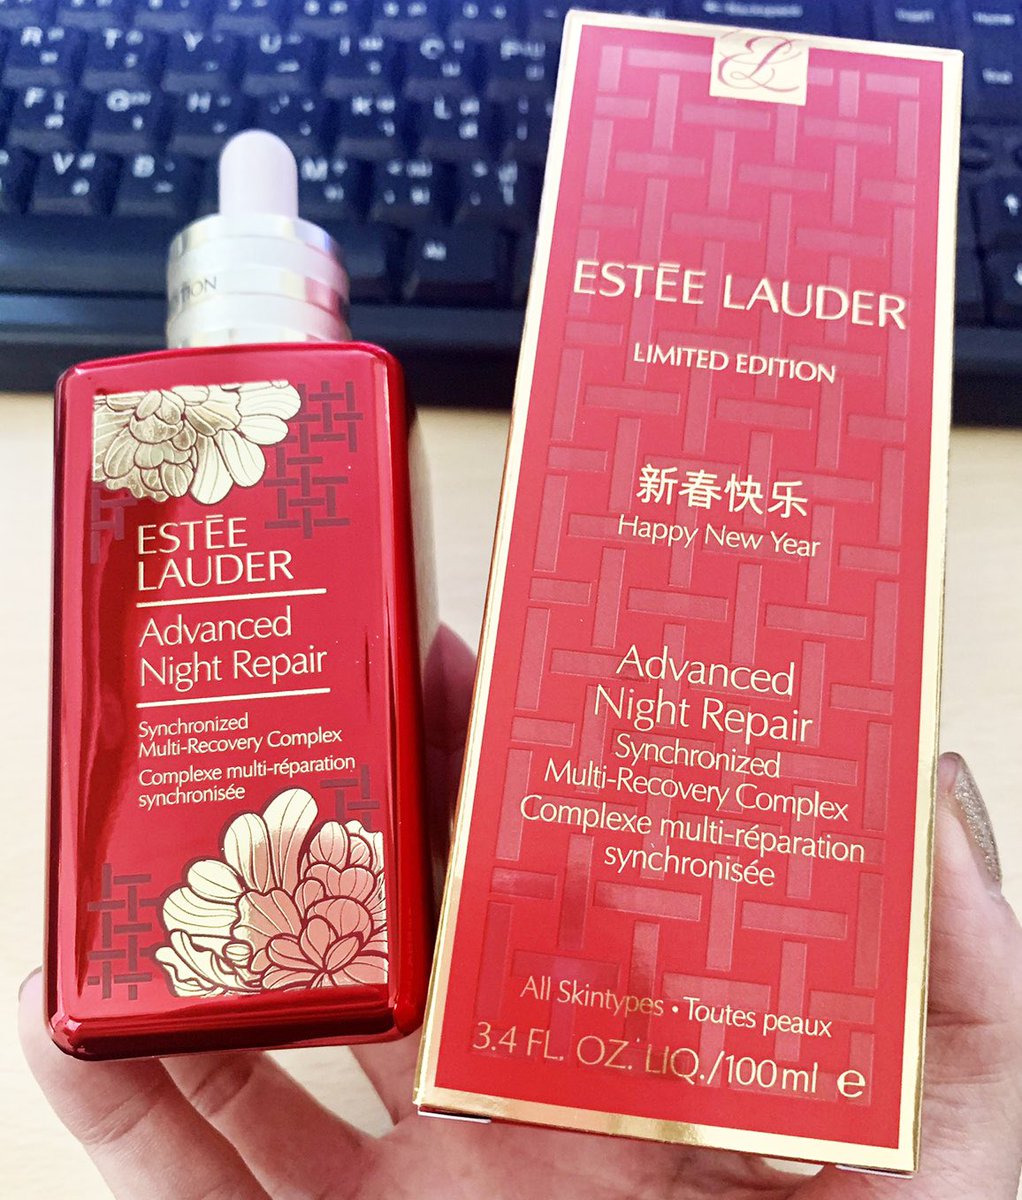 ESTĒE
LAUDER
Advanced
Night Repair
Synchronized
Multi-Recovery Complex
Complexe multi-réparation
synchronisée
ESTĒE LAUDER
LIMITED EDITION
新春快乐
Happy New Year
Advanced
Night Repair
Synchronized
Multi-Recovery Complex
Complexe multi-réparation
synchronisée
All Skintypes • Toutes peaux
3.4 FL. OZ. LIQ./100ml e